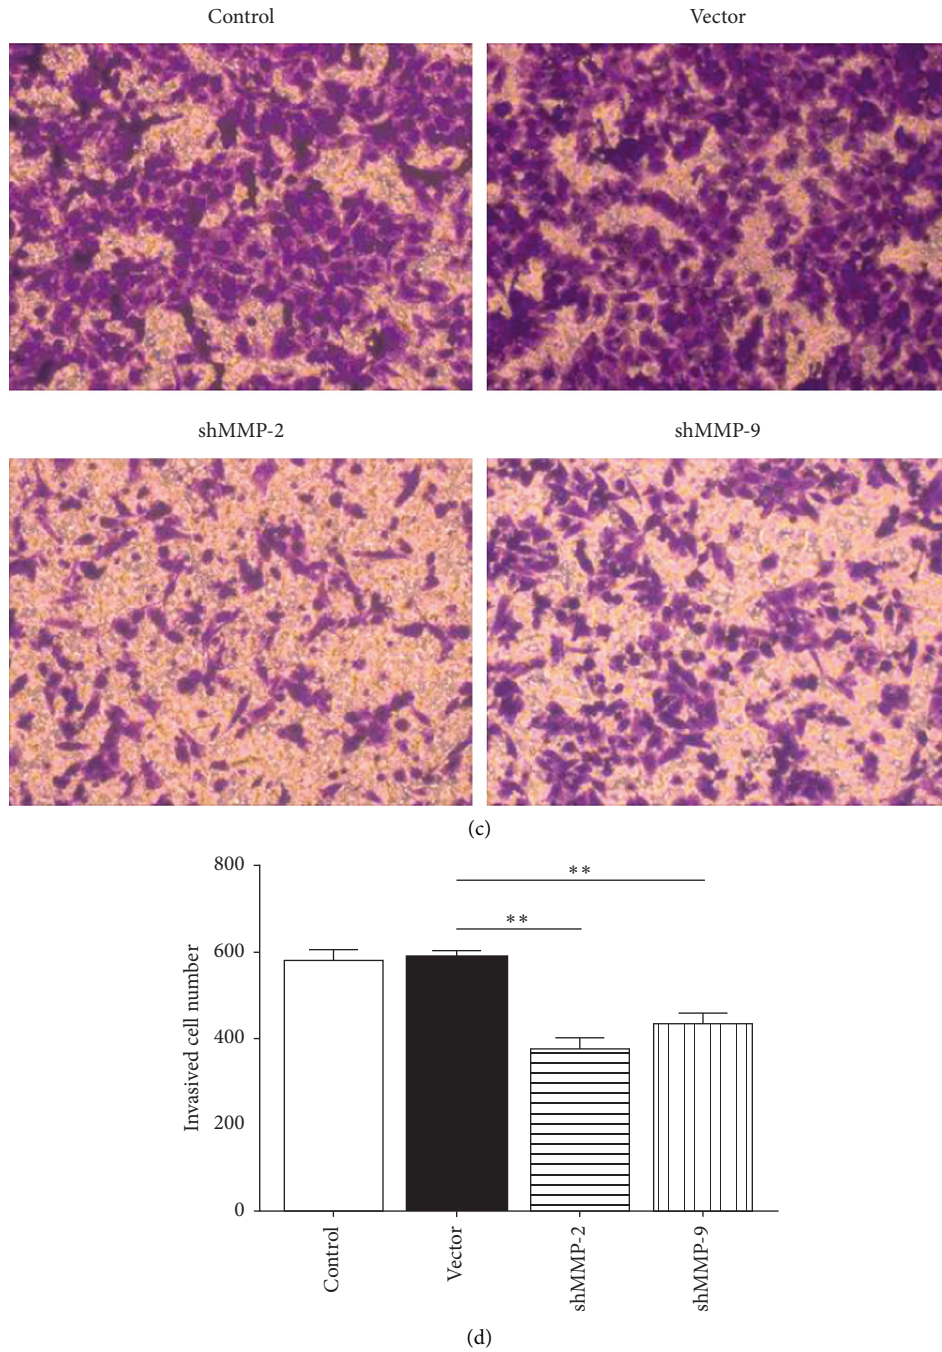 Control
Vector
shMMP-2
shMMP-9
(c)
800
600
400
200
0
Invasived cell number
**
**
Control
Vector
shMMP-2
shMMP-9
(d)